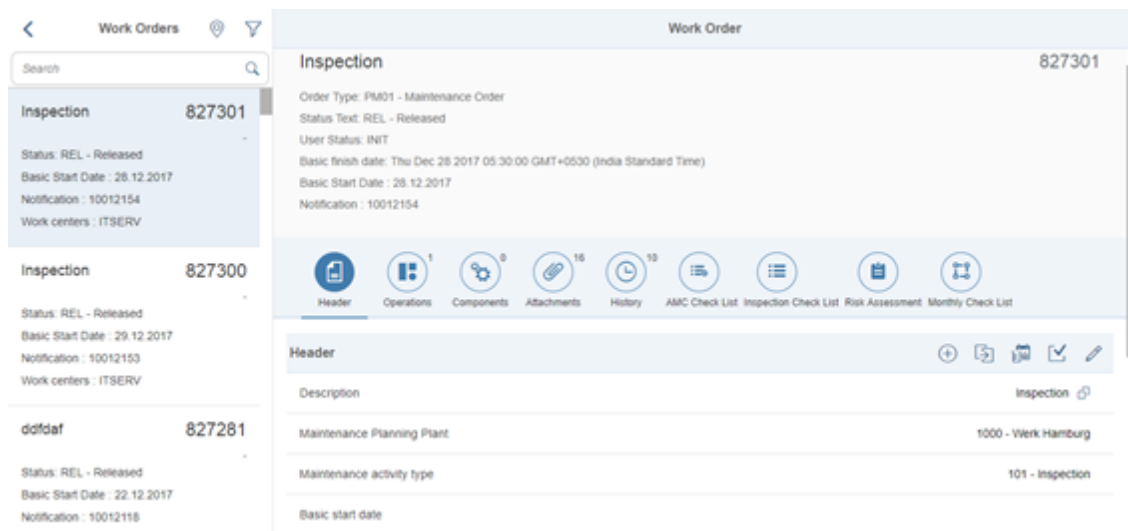 Work Orders
Search
Inspection 827301
-
Status: REL - Released
Basic Start Date : 28.12.2017
Notification : 10012154
Work centers : ITSERV
Inspection 827300
-
Status: REL - Released
Basic Start Date : 29.12.2017
Notification : 10012153
Work centers : ITSERV
ddfdaf 827281
-
Status: REL - Released
Basic Start Date : 22.12.2017
Notification : 10012118
Work Order
Inspection 827301
Order Type: PM01 - Maintenance Order
Status Text: REL - Released
User Status: INIT
Basic finish date: Thu Dec 28 2017 05:30:00 GMT+0530 (India Standard Time)
Basic Start Date : 28.12.2017
Notification : 10012154
1 0 16 10
Header Operations Components Attachments History AMC Check List Inspection Check List Risk Assessment Monthly Check List
Header
Description Inspection
Maintenance Planning Plant 1000 - Werk Hamburg
Maintenance activity type 101 - Inspection
Basic start date